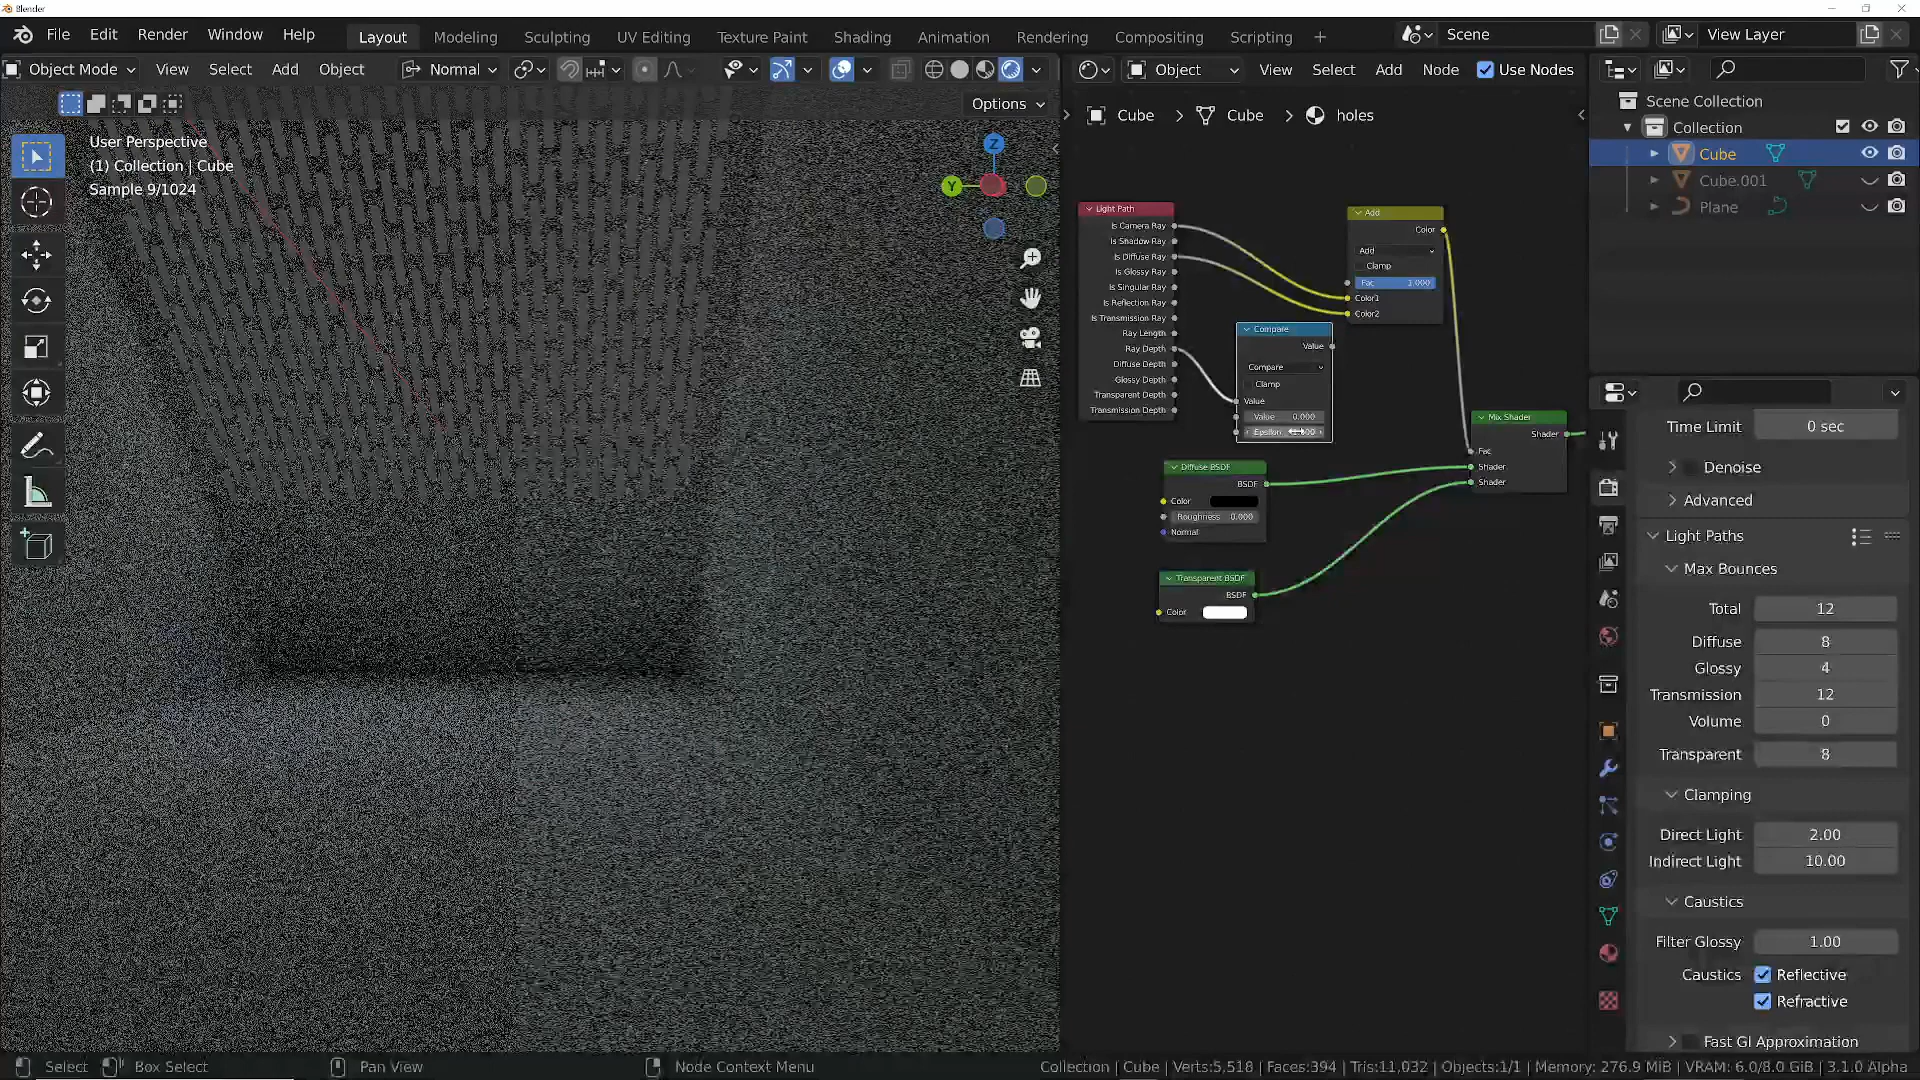 Blender
File Edit Render Window Help Layout Modeling Sculpting UV Editing Texture Paint Shading Animation Rendering Compositing Scripting + Scene View Layer
Object Mode View Select Add Object Normal Object View Select Add Node Use Nodes
Options
User Perspective
(1) Collection | Cube
Sample 9/1024
Z
Y
Cube > Cube > holes
Light Path
Is Camera Ray
Is Shadow Ray
Is Diffuse Ray
Is Glossy Ray
Is Singular Ray
Is Reflection Ray
Is Transmission Ray
Ray Length
Ray Depth
Diffuse Depth
Glossy Depth
Transparent Depth
Transmission Depth
Add
Color
Add
Clamp
Fac 1.000
Color1
Color2
Compare
Value
Compare
Clamp
Value
Value 0.000
Epsilon
Mix Shader
Shader
Fac
Shader
Shader
Diffuse BSDF
BSDF
Color
Roughness 0.000
Normal
Transparent BSDF
BSDF
Color
Scene Collection
Collection
Cube
Cube.001
Plane
Time Limit 0 sec
Denoise
Advanced
Light Paths
Max Bounces
Total 12
Diffuse 8
Glossy 4
Transmission 12
Volume 0
Transparent 8
Clamping
Direct Light 2.00
Indirect Light 10.00
Caustics
Filter Glossy 1.00
Caustics Reflective
Refractive
Fast GI Approximation
Select Box Select Pan View Node Context Menu Collection | Cube | Verts:5,518 | Faces:394 | Tris:11,032 | Objects:1/1 | Memory: 276.9 MiB | VRAM: 6.0/8.0 GiB | 3.1.0 Alpha